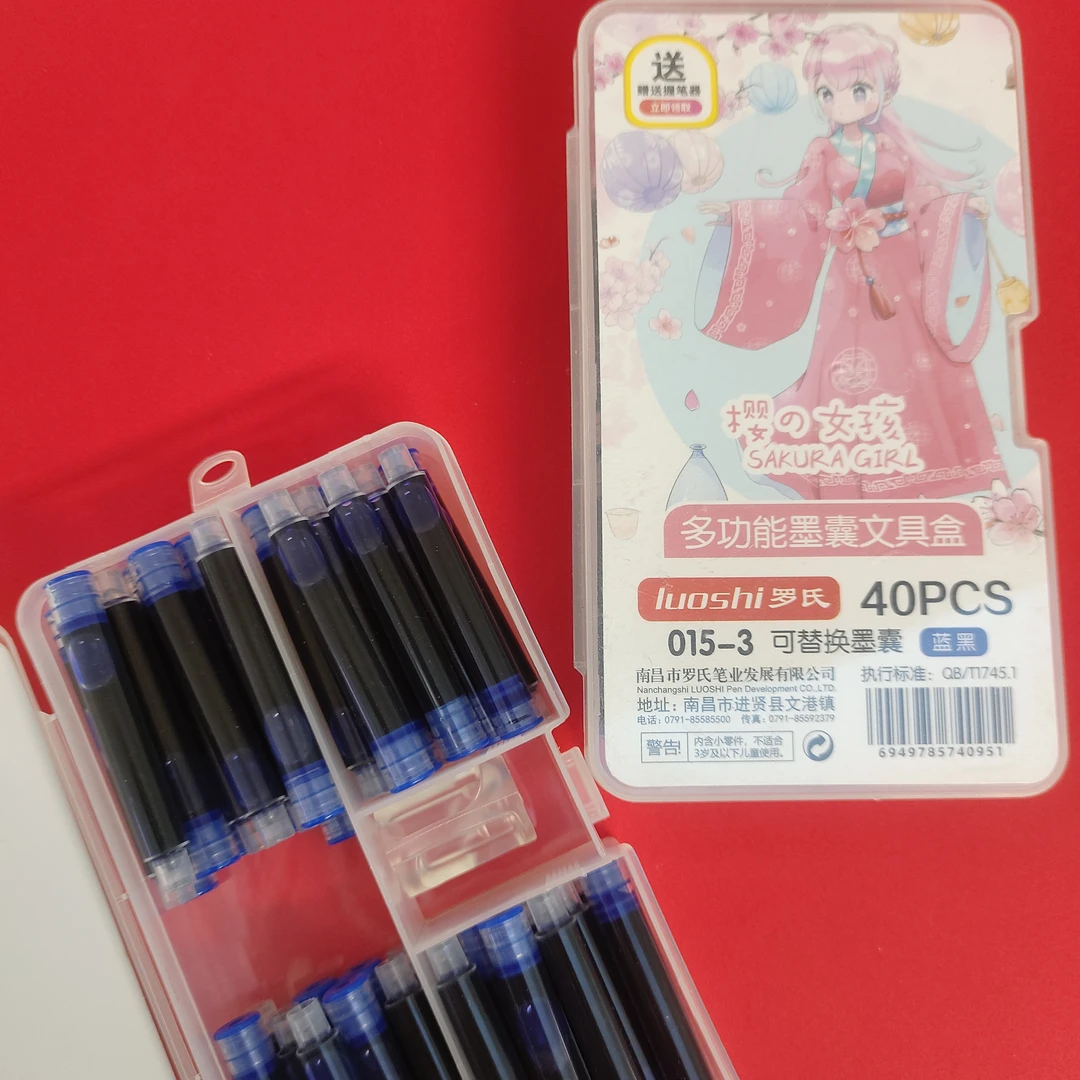 送
赠送握笔器
立即领取
樱の女孩
SAKURA GIRL
多功能墨囊文具盒
luoshi 罗氏 40PCS
015-3 可替换墨囊 蓝黑
南昌市罗氏笔业发展有限公司 执行标准：QB/T1745.1
Nanchangshi LUOSHI Pen Development CO.,LTD.
地址：南昌市进贤县文港镇
电话：0791-85585500 传真：0791-85592379
警告! 内含小零件，不适合
3岁及以下儿童使用。
6949785740951